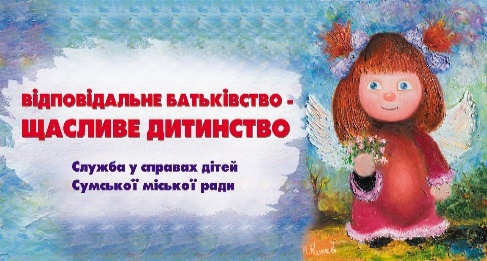 ВІДПОВІДАЛЬНЕ БАТЬКІВСТВО -
ЩАСЛИВЕ ДИТИНСТВО
Служба у справах дітей
Сумської міської ради